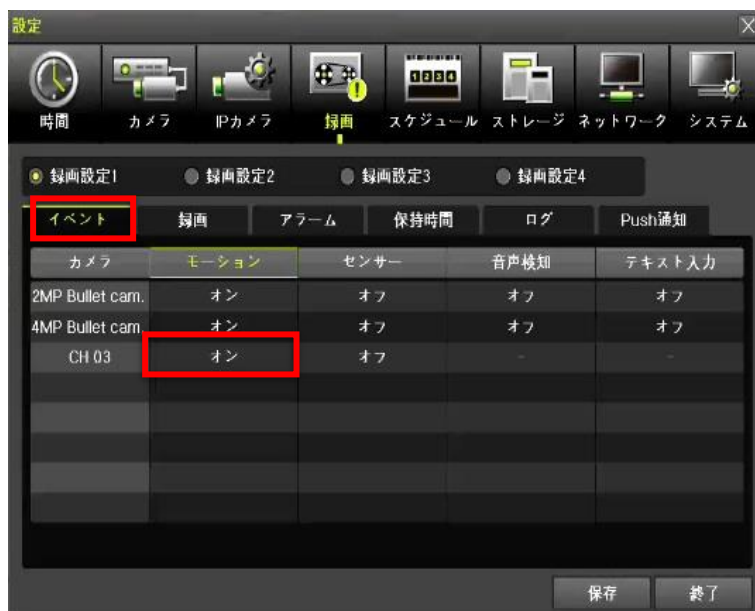 設定
時間 カメラ IPカメラ 録画 スケジュール ストレージ ネットワーク システム
録画設定1 録画設定2 録画設定3 録画設定4
イベント 録画 アラーム 保持時間 ログ Push通知
カメラ モーション センサー 音声検知 テキスト入力
2MP Bullet cam. オン オフ オフ オフ
4MP Bullet cam. オン オフ オフ オフ
CH 03 オン オフ - -
保存 終了